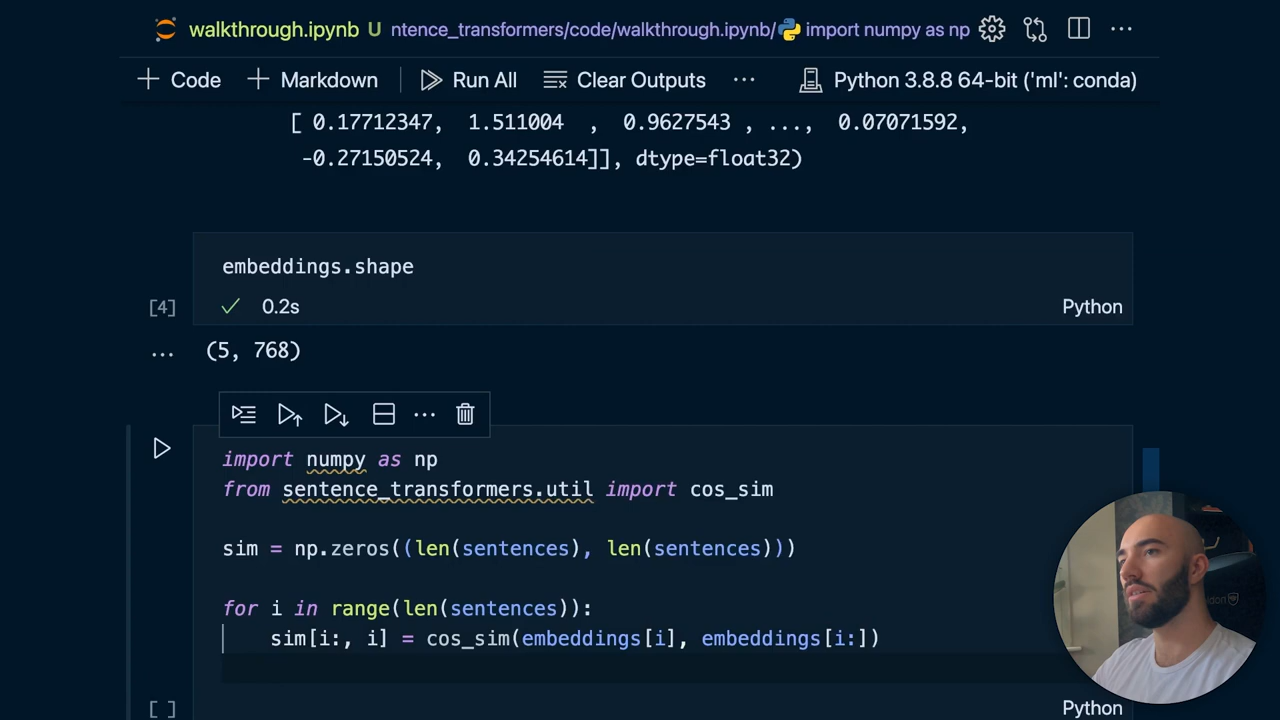 walkthrough.ipynb U ntence_transformers/code/walkthrough.ipynb/ import numpy as np
Code Markdown Run All Clear Outputs ... Python 3.8.8 64-bit ('ml': conda)
[ 0.17712347, 1.511004 , 0.9627543 , ..., 0.07071592,
-0.27150524, 0.34254614]], dtype=float32)
embeddings.shape
[4] 0.2s Python
... (5, 768)
import numpy as np
from sentence_transformers.util import cos_sim
sim = np.zeros((len(sentences), len(sentences)))
for i in range(len(sentences)):
sim[i:, i] = cos_sim(embeddings[i], embeddings[i:])
[ ] Python